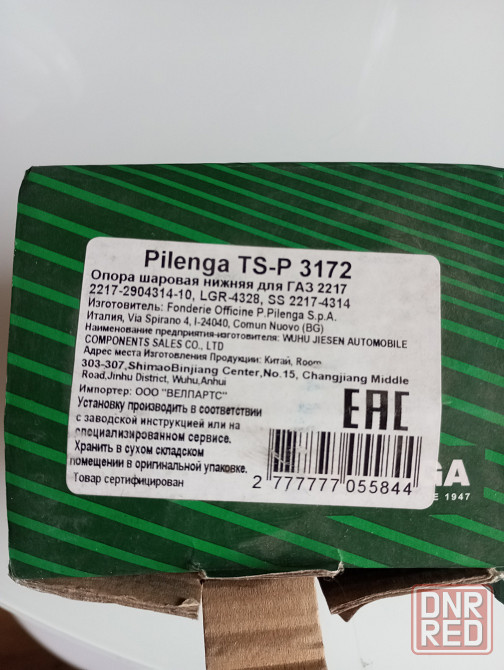 Pilenga TS-P 3172
Опора шаровая нижняя для ГАЗ 2217
2217-2904314-10, LGR-4328, SS 2217-4314
Изготовитель: Fonderie Officine P.Pilenga S.p.A.
Италия, Via Spirano 4, I-24040, Comun Nuovo (BG)
Наименование предприятия-изготовителя: WUHU JIESEN AUTOMOBILE
COMPONENTS SALES CO., LTD
Адрес места Изготовления Продукции: Китай, Room
303-307,ShimaoBinjiang Center,No.15, Changjiang Middle
Road,Jinhu District, Wuhu,Anhui
Импортер: ООО "ВЕЛПАРТС"
Установку производить в соответствии
с заводской инструкцией или на
специализированном сервисе.
Хранить в сухом складском
помещении в оригинальной упаковке.
Товар сертифицирован
EAC
2 777777 055844
GA
E 1947
DNR
RED